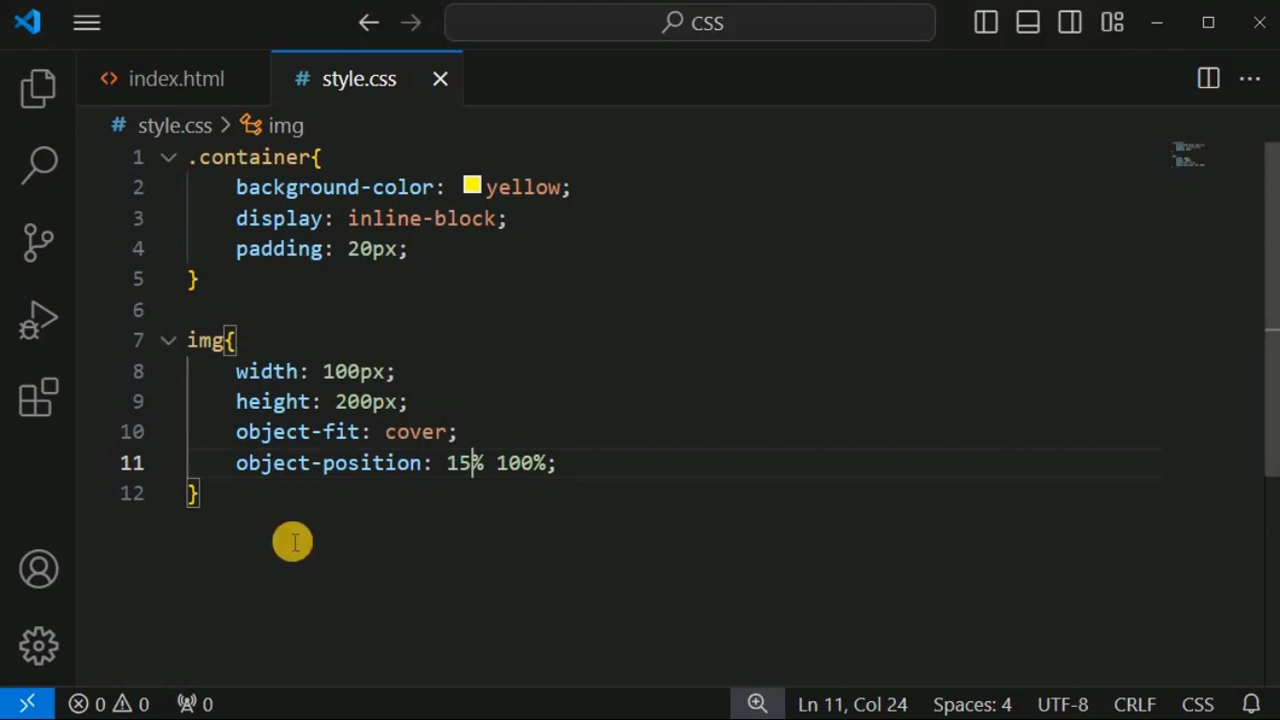 CSS
index.html
# style.css
# style.css > img
1 .container{
2 background-color: yellow;
3 display: inline-block;
4 padding: 20px;
5 }
6
7 img{
8 width: 100px;
9 height: 200px;
10 object-fit: cover;
11 object-position: 15% 100%;
12 }
0 0 0 Ln 11, Col 24 Spaces: 4 UTF-8 CRLF CSS